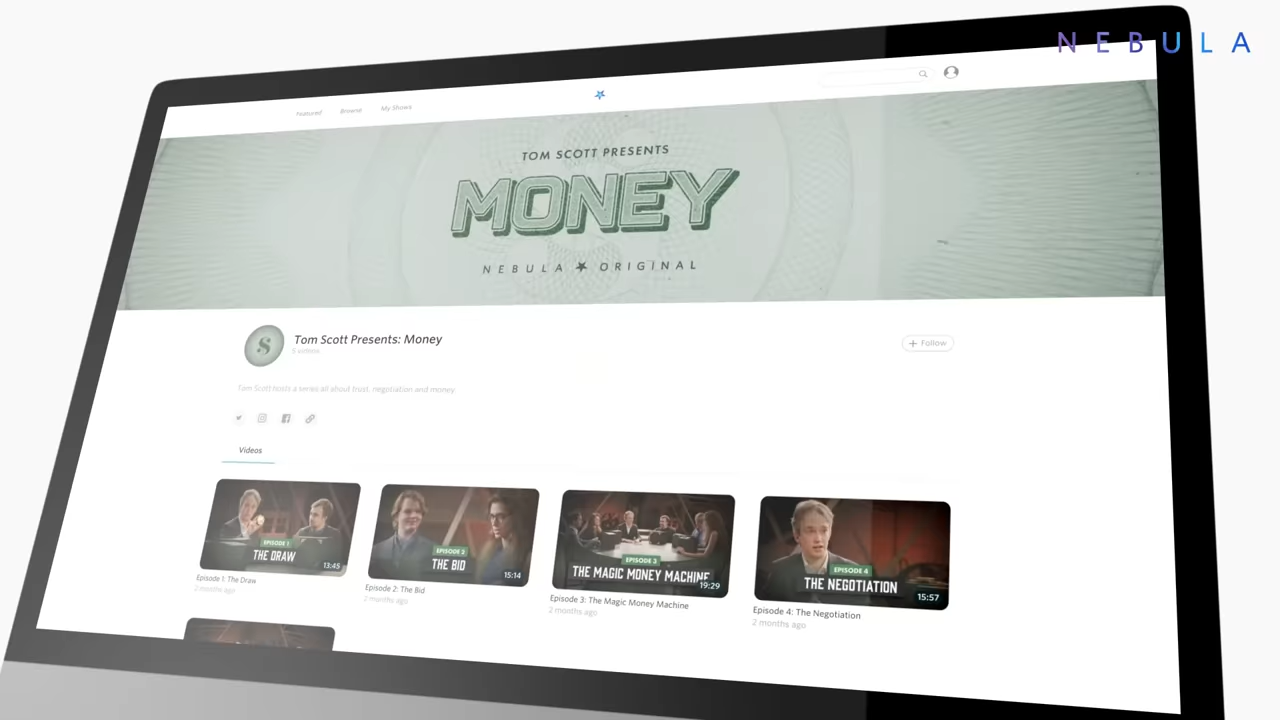 NEBULA
Featured Browse My Shows
TOM SCOTT PRESENTS
MONEY
NEBULA ORIGINAL
Tom Scott Presents: Money
5 videos
+ Follow
Tom Scott hosts a series all about trust, negotiation and money.
Videos
EPISODE 1
THE DRAW
13:45
EPISODE 2
THE BID
15:14
EPISODE 3
THE MAGIC MONEY MACHINE
19:29
EPISODE 4
THE NEGOTIATION
15:57
Episode 1: The Draw
2 months ago
Episode 2: The Bid
2 months ago
Episode 3: The Magic Money Machine
2 months ago
Episode 4: The Negotiation
2 months ago